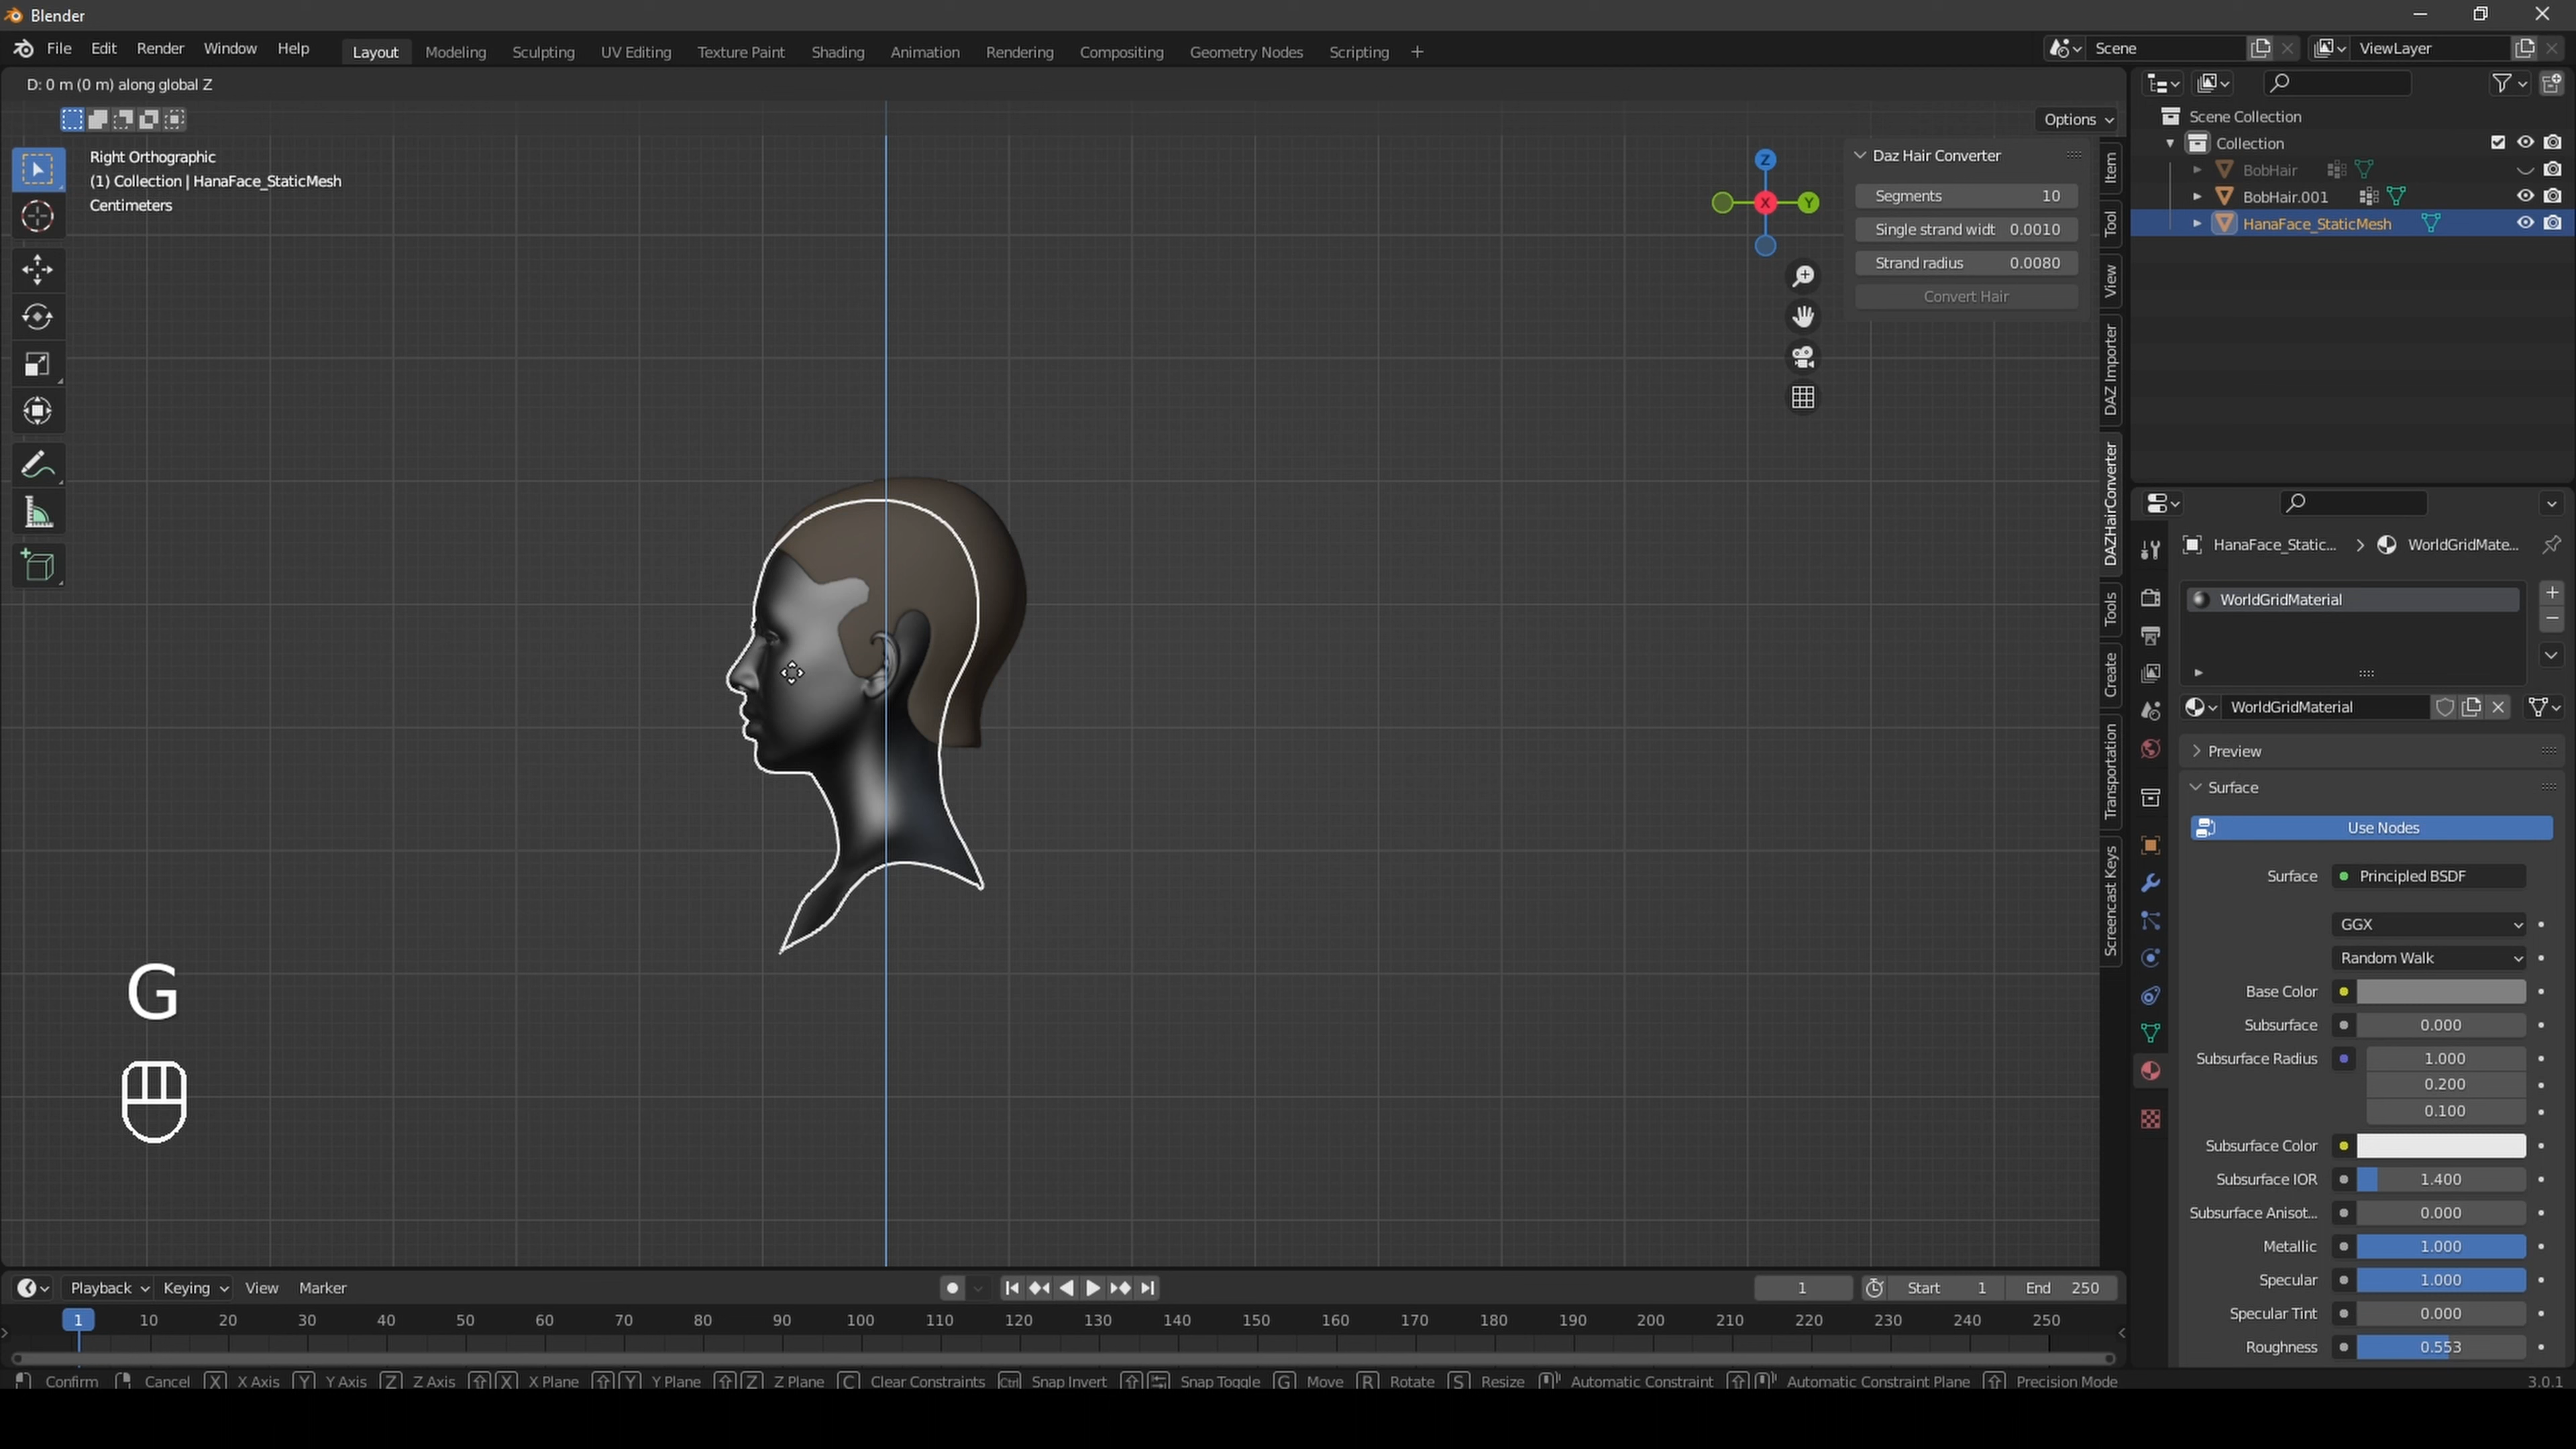 Blender
File Edit Render Window Help Layout Modeling Sculpting UV Editing Texture Paint Shading Animation Rendering Compositing Geometry Nodes Scripting + Scene ViewLayer
D: 0 m (0 m) along global Z
Options
Right Orthographic
(1) Collection | HanaFace_StaticMesh
Centimeters
Z
X
Y
Daz Hair Converter
Segments 10
Single strand widt 0.0010
Strand radius 0.0080
Convert Hair
Item
Tool
View
DAZ Importer
DAZHairConverter
Tools
Create
Transportation
Screencast Keys
Scene Collection
Collection
BobHair
BobHair.001
HanaFace_StaticMesh
HanaFace_Static... > WorldGridMate...
WorldGridMaterial
WorldGridMaterial
Preview
Surface
Use Nodes
Surface Principled BSDF
GGX
Random Walk
Base Color
Subsurface 0.000
Subsurface Radius 1.000
0.200
0.100
Subsurface Color
Subsurface IOR 1.400
Subsurface Anisot... 0.000
Metallic 1.000
Specular 1.000
Specular Tint 0.000
Roughness 0.553
G
Playback Keying View Marker 1 Start 1 End 250
1 10 20 30 40 50 60 70 80 90 100 110 120 130 140 150 160 170 180 190 200 210 220 230 240 250
Confirm Cancel X X Axis Y Y Axis Z Z Axis X X Plane Y Y Plane Z Z Plane C Clear Constraints Ctrl Snap Invert Snap Toggle G Move R Rotate S Resize Automatic Constraint Automatic Constraint Plane Precision Mode 3.0.1